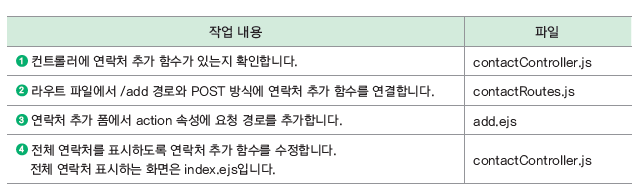 작업 내용 파일
❶ 컨트롤러에 연락처 추가 함수가 있는지 확인합니다. contactController.js
❷ 라우트 파일에서 /add 경로와 POST 방식에 연락처 추가 함수를 연결합니다. contactRoutes.js
❸ 연락처 추가 폼에서 action 속성에 요청 경로를 추가합니다. add.ejs
❹ 전체 연락처를 표시하도록 연락처 추가 함수를 수정합니다.
전체 연락처 표시하는 화면은 index.ejs입니다. contactController.js